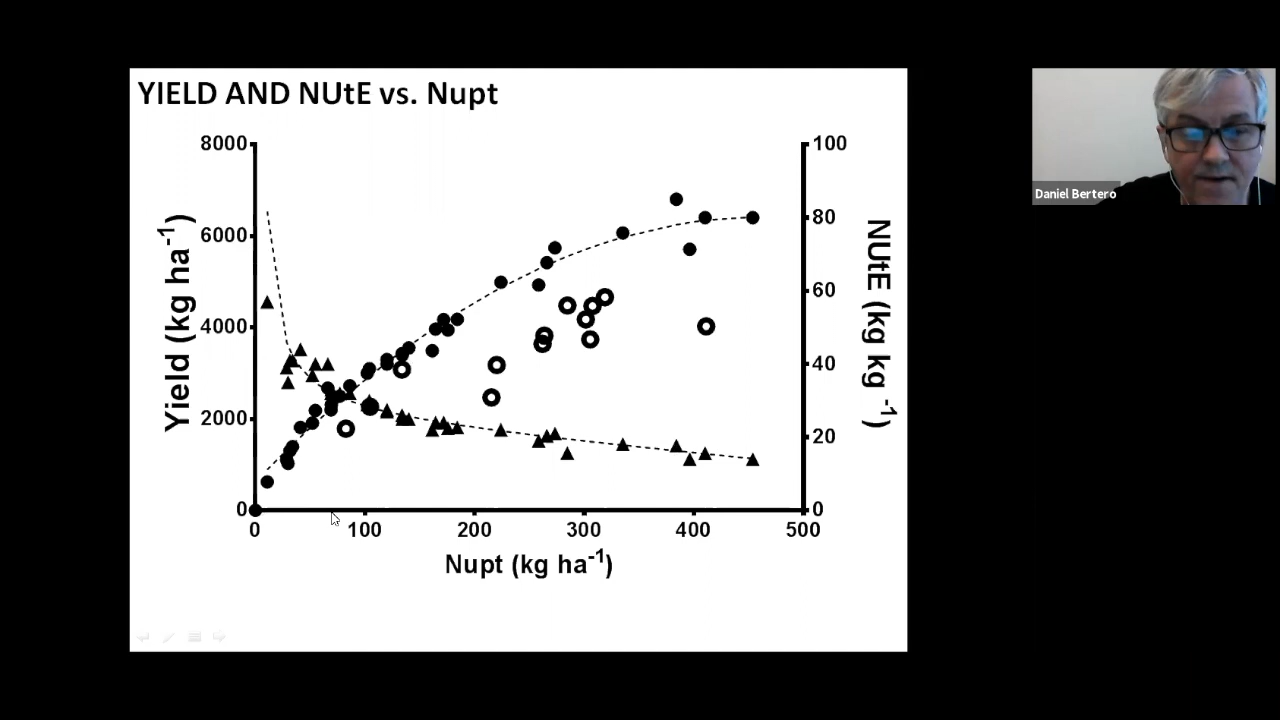 YIELD AND NUtE vs. Nupt
8000
6000
4000
2000
0
Yield (kg ha⁻¹)
100
80
60
40
20
0
NUtE (kg kg ⁻¹)
0 100 200 300 400 500
Nupt (kg ha⁻¹)
Daniel Bertero